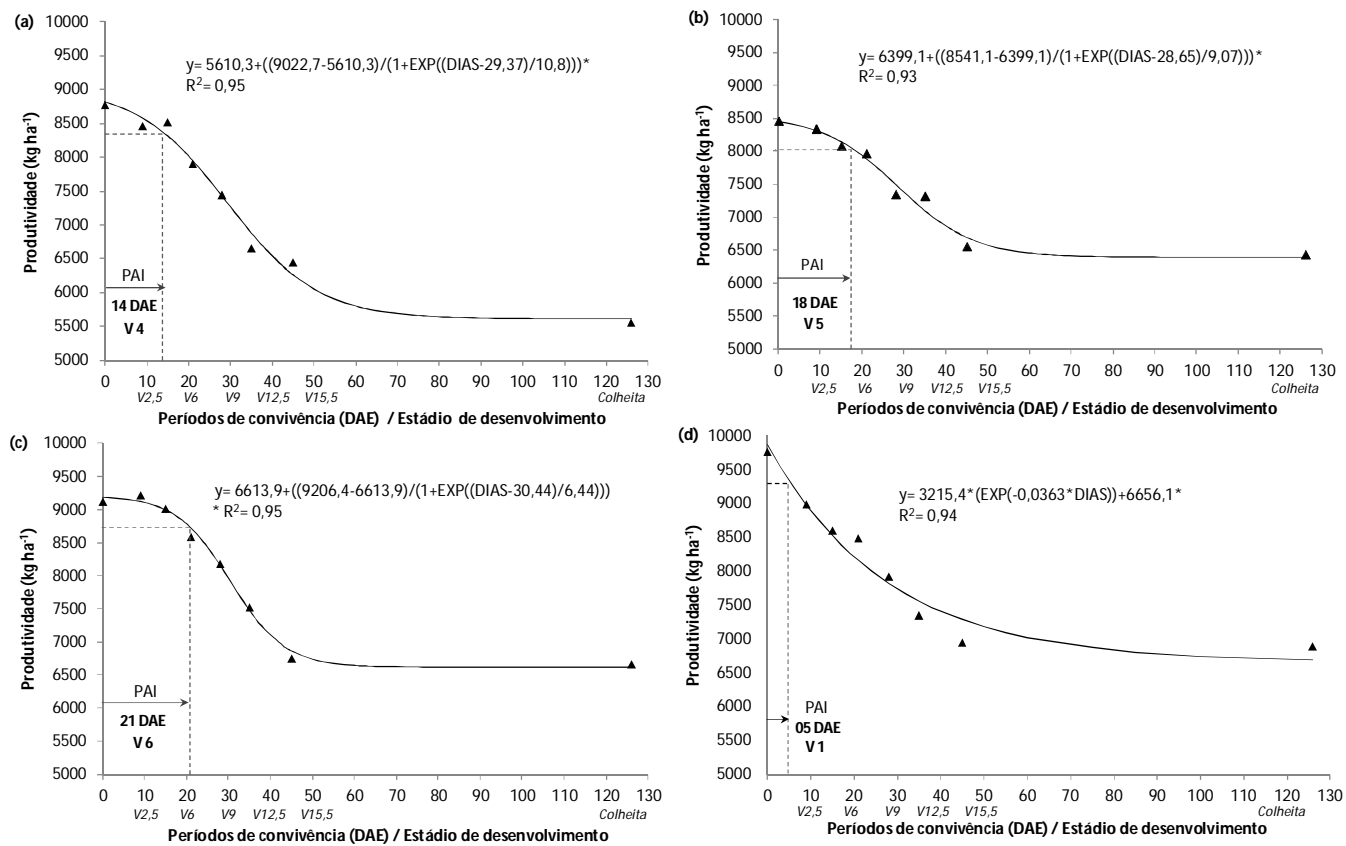 (a)
10000
9500
9000
8500
8000
7500
7000
6500
6000
5500
5000
Produtividade (kg ha-1)
y= 5610,3+((9022,7-5610,3)/(1+EXP((DIAS-29,37)/10,8)))*
R2= 0,95
PAI
14 DAE
V 4
0 10 20 30 40 50 60 70 80 90 100 110 120 130
V2,5 V6 V9 V12,5 V15,5 Colheita
Períodos de convivência (DAE) / Estádio de desenvolvimento
(b)
10000
9500
9000
8500
8000
7500
7000
6500
6000
5500
5000
Produtividade (kg ha-1)
y= 6399,1+((8541,1-6399,1)/(1+EXP((DIAS-28,65)/9,07)))*
R2= 0,93
PAI
18 DAE
V 5
0 10 20 30 40 50 60 70 80 90 100 110 120 130
V2,5 V6 V9 V12,5 V15,5 Colheita
Períodos de convivência (DAE) / Estádio de desenvolvimento
(c)
10000
9500
9000
8500
8000
7500
7000
6500
6000
5500
5000
Produtividade (kg ha-1)
y= 6613,9+((9206,4-6613,9)/(1+EXP((DIAS-30,44)/6,44)))
* R2= 0,95
PAI
21 DAE
V 6
0 10 20 30 40 50 60 70 80 90 100 110 120 130
V2,5 V6 V9 V12,5 V15,5 Colheita
Períodos de convivência (DAE) / Estádio de desenvolvimento
(d)
10000
9500
9000
8500
8000
7500
7000
6500
6000
5500
5000
Produtividade (kg ha-1)
y= 3215,4*(EXP(-0,0363*DIAS))+6656,1*
R2= 0,94
PAI
05 DAE
V 1
0 10 20 30 40 50 60 70 80 90 100 110 120 130
V2,5 V6 V9 V12,5 V15,5 Colheita
Períodos de convivência (DAE) / Estádio de desenvolvimento